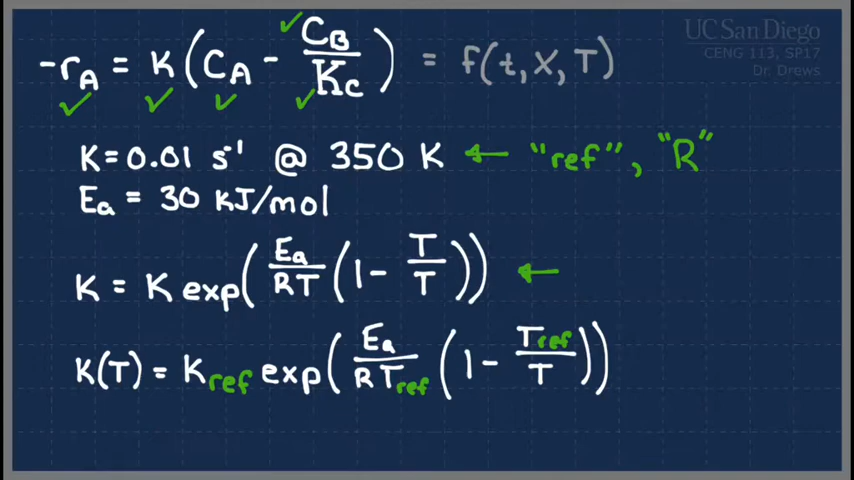 UC San Diego
CENG 113, SP17
Dr. Drews
✓ -rA = K(CA - CB/Kc) = f(t, X, T)
✓ ✓ ✓ ✓
K = 0.01 s⁻¹ @ 350 K ← "ref", "R"
Ea = 30 KJ/mol
K = K exp(Ea/RT (1 - T/T)) ←
K(T) = Kref exp(Ea/RTref (1 - Tref/T))